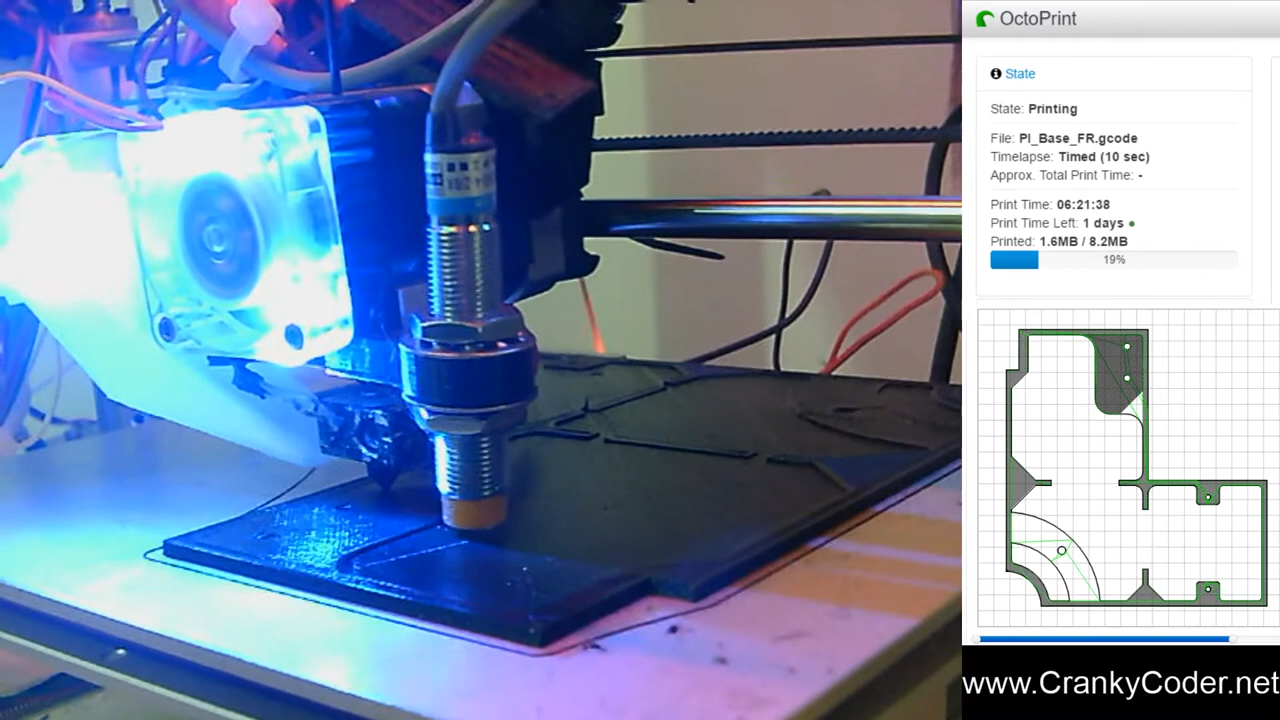 OctoPrint
State
State: Printing
File: PI_Base_FR.gcode
Timelapse: Timed (10 sec)
Approx. Total Print Time: -
Print Time: 06:21:38
Print Time Left: 1 days
Printed: 1.6MB / 8.2MB
19%
www.CrankyCoder.net